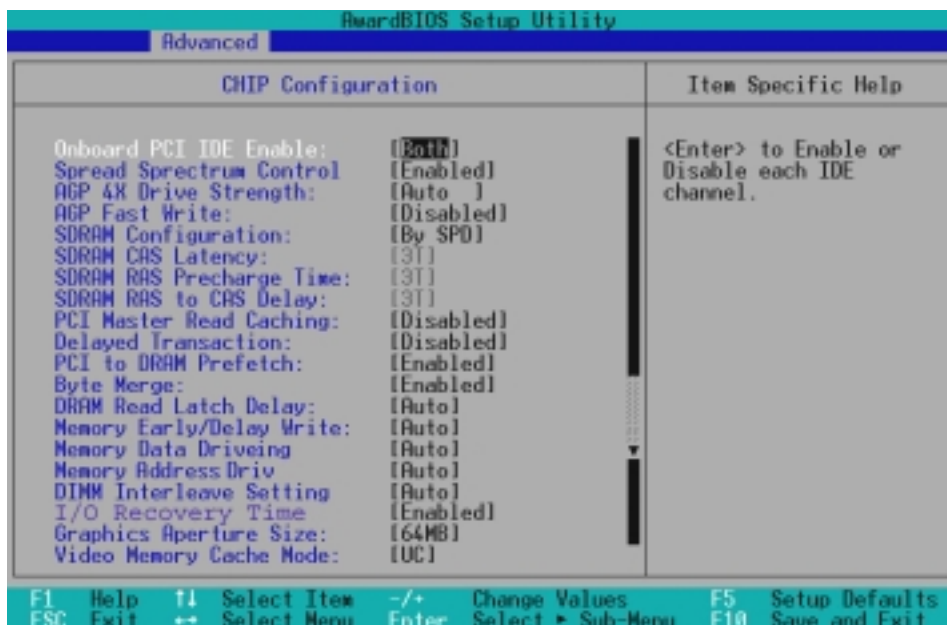 AwardBIOS Setup Utility
Advanced
CHIP Configuration
Item Specific Help
Onboard PCI IDE Enable: [Both]
Spread Sprectrum Control [Enabled]
AGP 4X Drive Strength: [Auto ]
AGP Fast Write: [Disabled]
SDRAM Configuration: [By SPD]
SDRAM CAS Latency: [3T]
SDRAM RAS Precharge Time: [3T]
SDRAM RAS to CAS Delay: [3T]
PCI Master Read Caching: [Disabled]
Delayed Transaction: [Disabled]
PCI to DRAM Prefetch: [Enabled]
Byte Merge: [Enabled]
DRAM Read Latch Delay: [Auto]
Memory Early/Delay Write: [Auto]
Memory Data Driveing [Auto]
Memory Address Driv [Auto]
DIMM Interleave Setting [Auto]
I/O Recovery Time [Enabled]
Graphics Aperture Size: [64MB]
Video Memory Cache Mode: [UC]
<Enter> to Enable or
Disable each IDE
channel.
F1 Help ↑↓ Select Item -/+ Change Values F5 Setup Defaults
ESC Exit ↔ Select Menu Enter Select ▶ Sub-Menu F10 Save and Exit